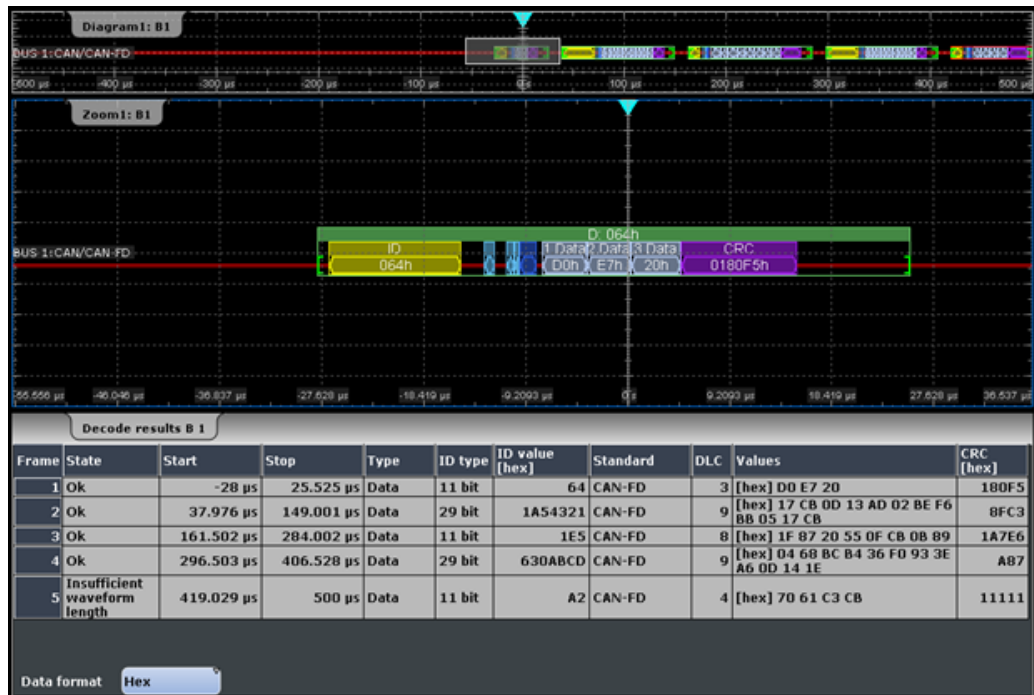 Diagram1: B1
BUS 1:CAN/CAN-FD
-600 µs -400 µs -300 µs -200 µs -100 µs 0 s 100 µs 200 µs 300 µs 400 µs 500 µs
Zoom1: B1
D: 064h
ID 1 Data 2 Data 3 Data CRC
BUS 1:CAN/CAN-FD
064h D0h E7h 20h 0180F5h
-55.556 µs -46.046 µs -36.837 µs -27.628 µs -18.419 µs -9.2093 µs 0 s 9.2093 µs 18.419 µs 27.628 µs 36.537 µs
Decode results B 1
Frame State Start Stop Type ID type ID value [hex] Standard DLC Values CRC [hex]
1 Ok -28 µs 25.525 µs Data 11 bit 64 CAN-FD 3 [hex] D0 E7 20 180F5
2 Ok 37.976 µs 149.001 µs Data 29 bit 1A54321 CAN-FD 9 [hex] 17 CB 0D 13 AD 02 BE F6
BB 05 17 CB 8FC3
3 Ok 161.502 µs 284.002 µs Data 11 bit 1E5 CAN-FD 8 [hex] 1F 87 20 55 0F CB 0B 89 1A7E6
4 Ok 296.503 µs 406.528 µs Data 29 bit 630ABCD CAN-FD 9 [hex] 04 68 BC B4 36 F0 93 3E
A6 0D 14 1E A87
5 Insufficient waveform length 419.029 µs 500 µs Data 11 bit A2 CAN-FD 4 [hex] 70 61 C3 CB 11111
Data format Hex